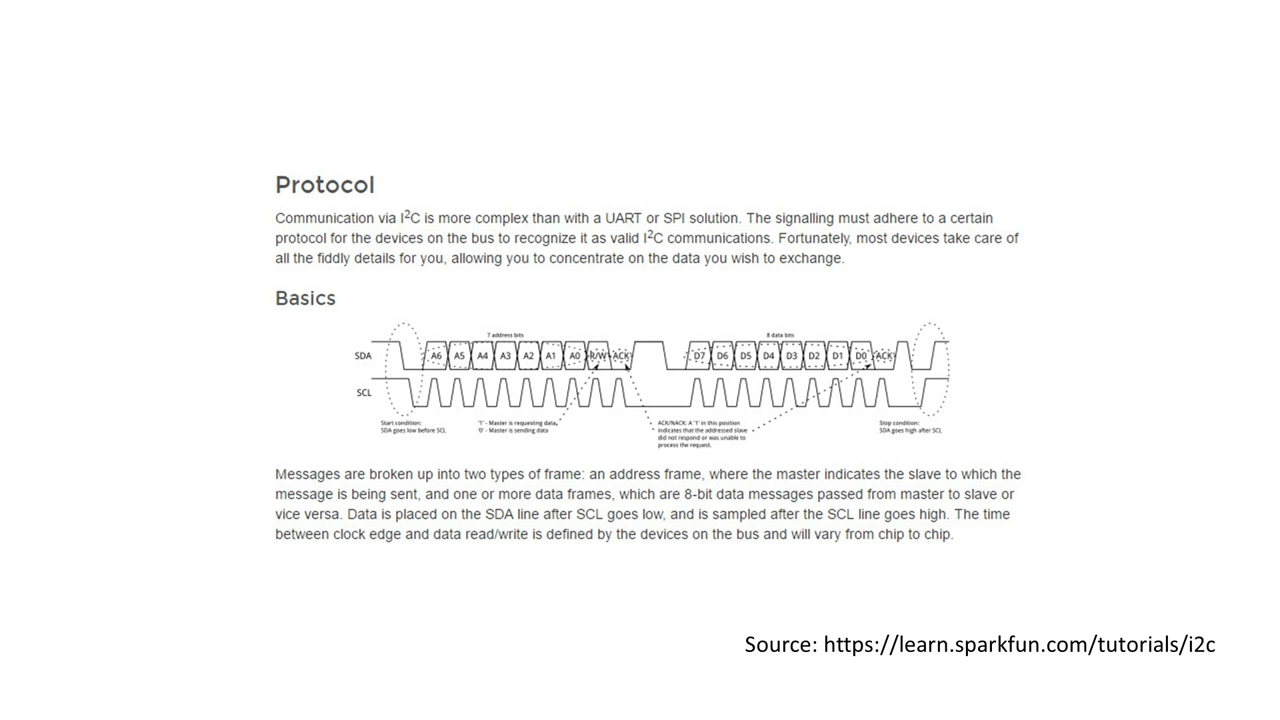 Protocol
Communication via I²C is more complex than with a UART or SPI solution. The signalling must adhere to a certain
protocol for the devices on the bus to recognize it as valid I²C communications. Fortunately, most devices take care of
all the fiddly details for you, allowing you to concentrate on the data you wish to exchange.
Basics
7 address bits 8 data bits
SDA A6 A5 A4 A3 A2 A1 A0 R/W ACK D7 D6 D5 D4 D3 D2 D1 D0 ACK
SCL
Start condition:
SDA goes low before SCL
'1' - Master is requesting data,
'0' - Master is sending data
ACK/NACK: A '1' in this position
indicates that the addressed slave
did not respond or was unable to
process the request.
Stop condition:
SDA goes high after SCL
Messages are broken up into two types of frame: an address frame, where the master indicates the slave to which the
message is being sent, and one or more data frames, which are 8-bit data messages passed from master to slave or
vice versa. Data is placed on the SDA line after SCL goes low, and is sampled after the SCL line goes high. The time
between clock edge and data read/write is defined by the devices on the bus and will vary from chip to chip.
Source: https://learn.sparkfun.com/tutorials/i2c